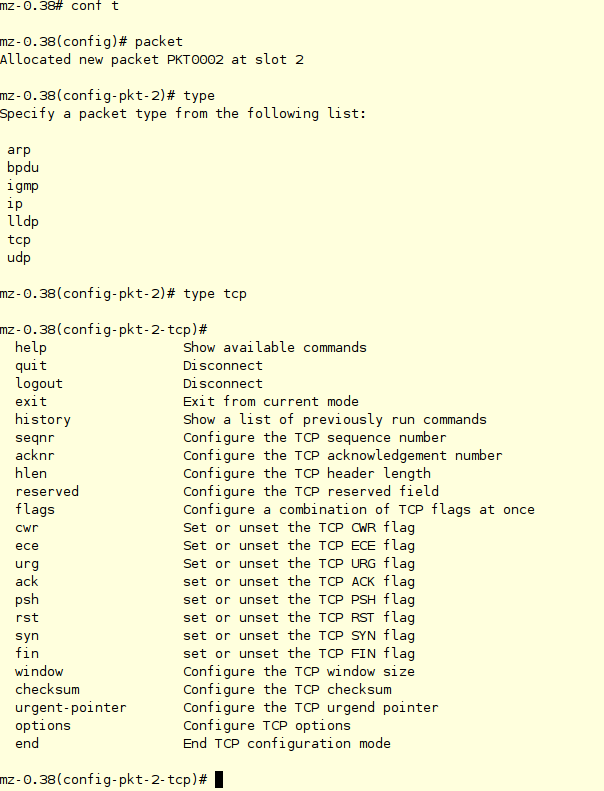 mz-0.38# conf t
mz-0.38(config)# packet
Allocated new packet PKT0002 at slot 2
mz-0.38(config-pkt-2)# type
Specify a packet type from the following list:
arp
bpdu
igmp
ip
lldp
tcp
udp
mz-0.38(config-pkt-2)# type tcp
mz-0.38(config-pkt-2-tcp)#
help Show available commands
quit Disconnect
logout Disconnect
exit Exit from current mode
history Show a list of previously run commands
seqnr Configure the TCP sequence number
acknr Configure the TCP acknowledgement number
hlen Configure the TCP header length
reserved Configure the TCP reserved field
flags Configure a combination of TCP flags at once
cwr Set or unset the TCP CWR flag
ece Set or unset the TCP ECE flag
urg Set or unset the TCP URG flag
ack set or unset the TCP ACK flag
psh set or unset the TCP PSH flag
rst set or unset the TCP RST flag
syn set or unset the TCP SYN flag
fin set or unset the TCP FIN flag
window Configure the TCP window size
checksum Configure the TCP checksum
urgent-pointer Configure the TCP urgend pointer
options Configure TCP options
end End TCP configuration mode
mz-0.38(config-pkt-2-tcp)#